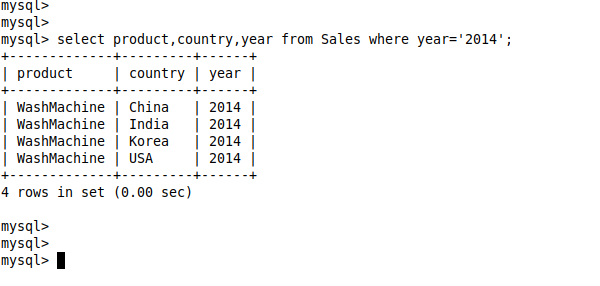 mysql>
mysql>
mysql> select product,country,year from Sales where year='2014';
+-------------+---------+------+
| product     | country | year |
+-------------+---------+------+
| WashMachine | China   | 2014 |
| WashMachine | India   | 2014 |
| WashMachine | Korea   | 2014 |
| WashMachine | USA     | 2014 |
+-------------+---------+------+
4 rows in set (0.00 sec)
mysql>
mysql>
mysql>